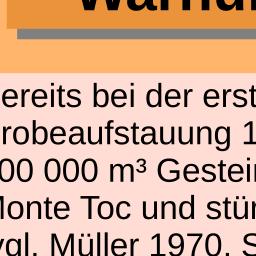 Warnu
ereits bei der erst
robeaufstauung 1
00 000 m³ Gestein
Monte Toc und stür
vgl. Müller 1970, S